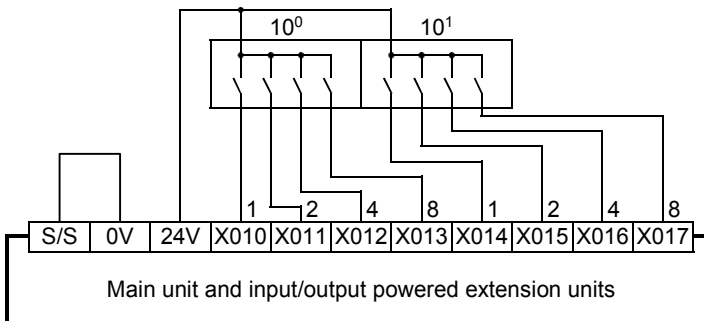 10⁰ 10¹
1 2 4 8 1 2 4 8
S/S 0V 24V X010 X011 X012 X013 X014 X015 X016 X017
Main unit and input/output powered extension units